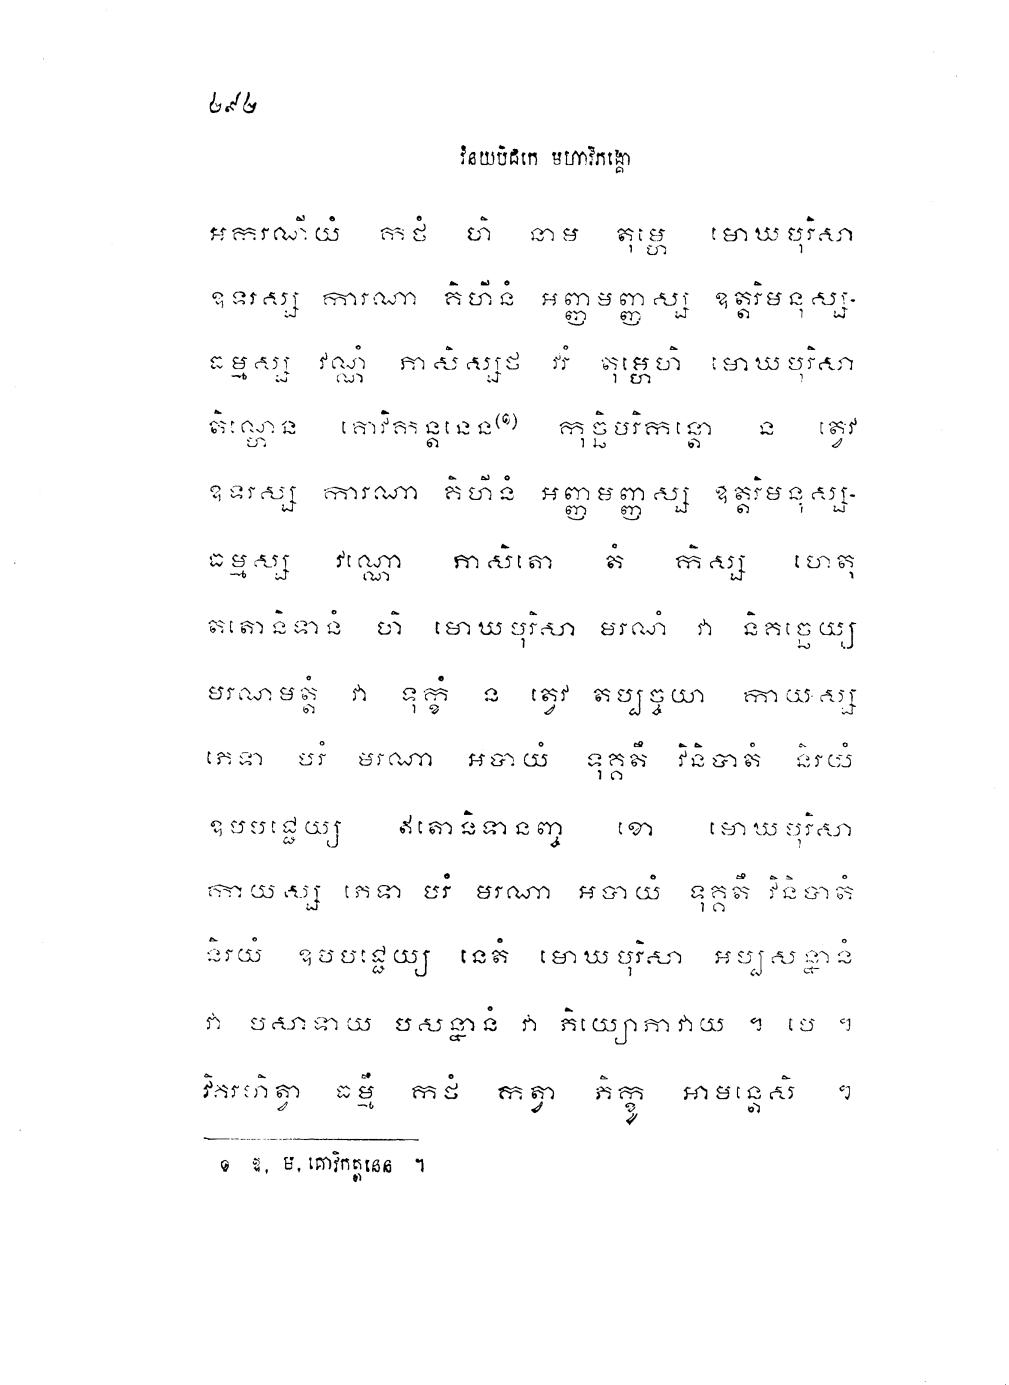 ៤៩៤
វិនយបិដកេ មហាវិភង្គោ
អករណីយំ កថំ ហិ នាម តុម្ហេ មោឃបុរិសា
ឧទរស្ស ការណា គិហីនំ អញ្ញមញ្ញស្ស ឧត្តរិមនុស្ស-
ធម្មស្ស វណ្ណំ ភាសិស្សថ វរំ តុម្ហេហិ មោឃបុរិសា
តិណ្ហេន គោវិកន្តនេន(១) កុច្ឆិបរិកន្តោ ន ត្វេវ
ឧទរស្ស ការណា គិហីនំ អញ្ញមញ្ញស្ស ឧត្តរិមនុស្ស-
ធម្មស្ស វណ្ណោ ភាសិតោ តំ កិស្ស ហេតុ
តតោនិទានំ ហិ មោឃបុរិសា មរណំ វា និគច្ឆេយ្យ
មរណមត្តំ វា ទុក្ខំ ន ត្វេវ តប្បច្ចយា កាយស្ស
ភេទា បរំ មរណា អបាយំ ទុគ្គតឹ វិនិបាតំ និរយំ
ឧបបជ្ជេយ្យ ឥតោនិទានញ្ច ខោ មោឃបុរិសា
កាយស្ស ភេទា បរំ មរណា អបាយំ ទុគ្គតឹ វិនិបាតំ
និរយំ ឧបបជ្ជេយ្យ នេតំ មោឃបុរិសា អប្បសន្នានំ
វា បសាទាយ បសន្នានំ វា ភិយ្យោភាវាយ ។ បេ ។
វិគរហិត្វា ធម្មឹ កថំ កត្វា ភិក្ខូ អាមន្តេសិ ។
១ ឱ, ម, គោវិកត្តនេន ។